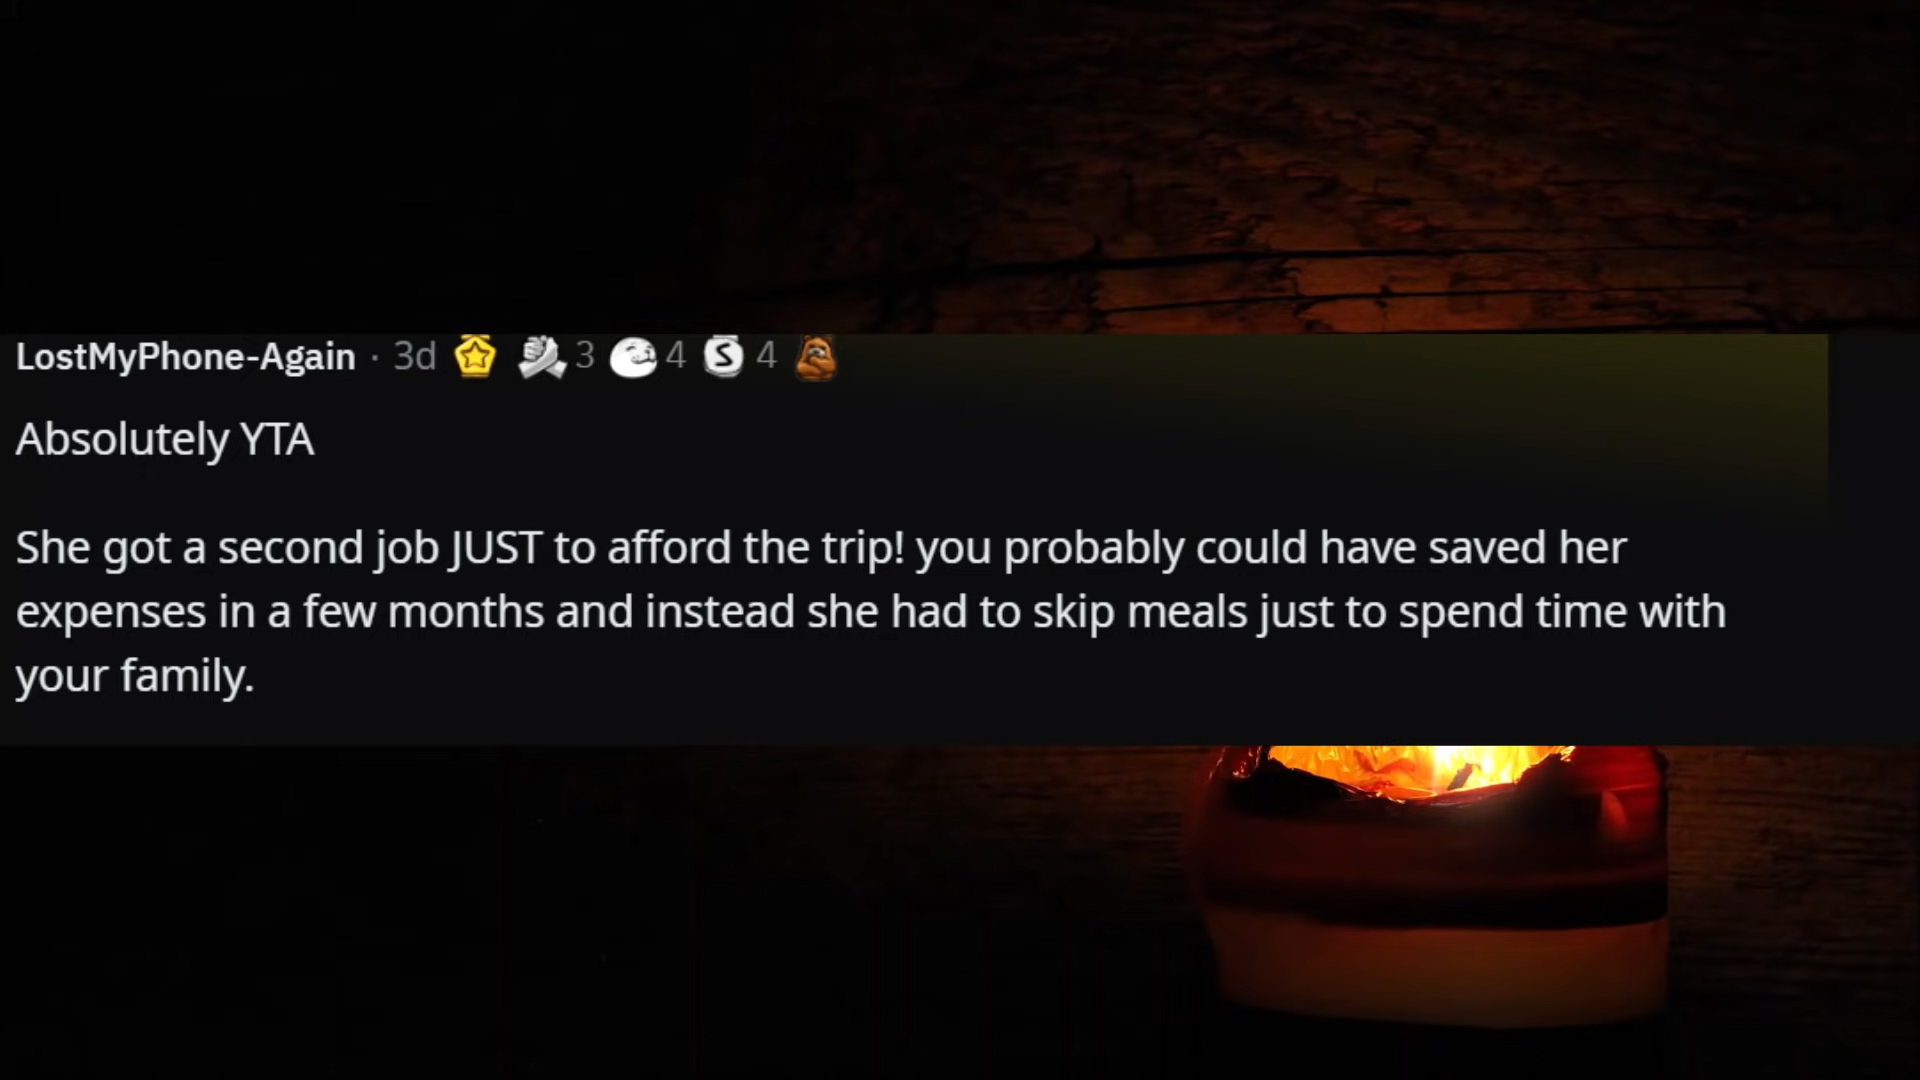 LostMyPhone-Again · 3d 3 4 S 4
Absolutely YTA
She got a second job JUST to afford the trip! you probably could have saved her
expenses in a few months and instead she had to skip meals just to spend time with
your family.